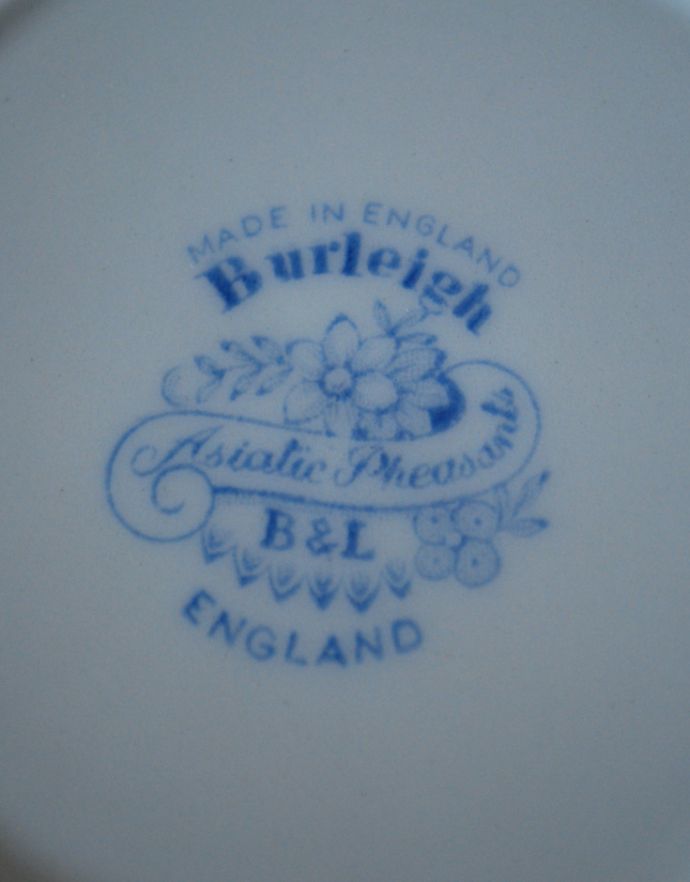 MADE IN ENGLAND
Burleigh
Asiatic Pheasants
B&L
ENGLAND